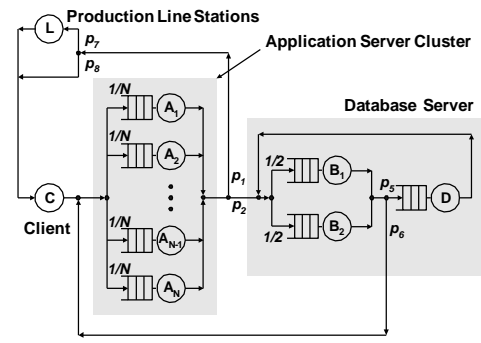 Production Line Stations
L
p7
p8
Application Server Cluster
1/N
A1
1/N
A2
Database Server
p1
p2
1/2
B1
p5
D
p6
1/2
B2
C
Client
1/N
AN-1
1/N
AN